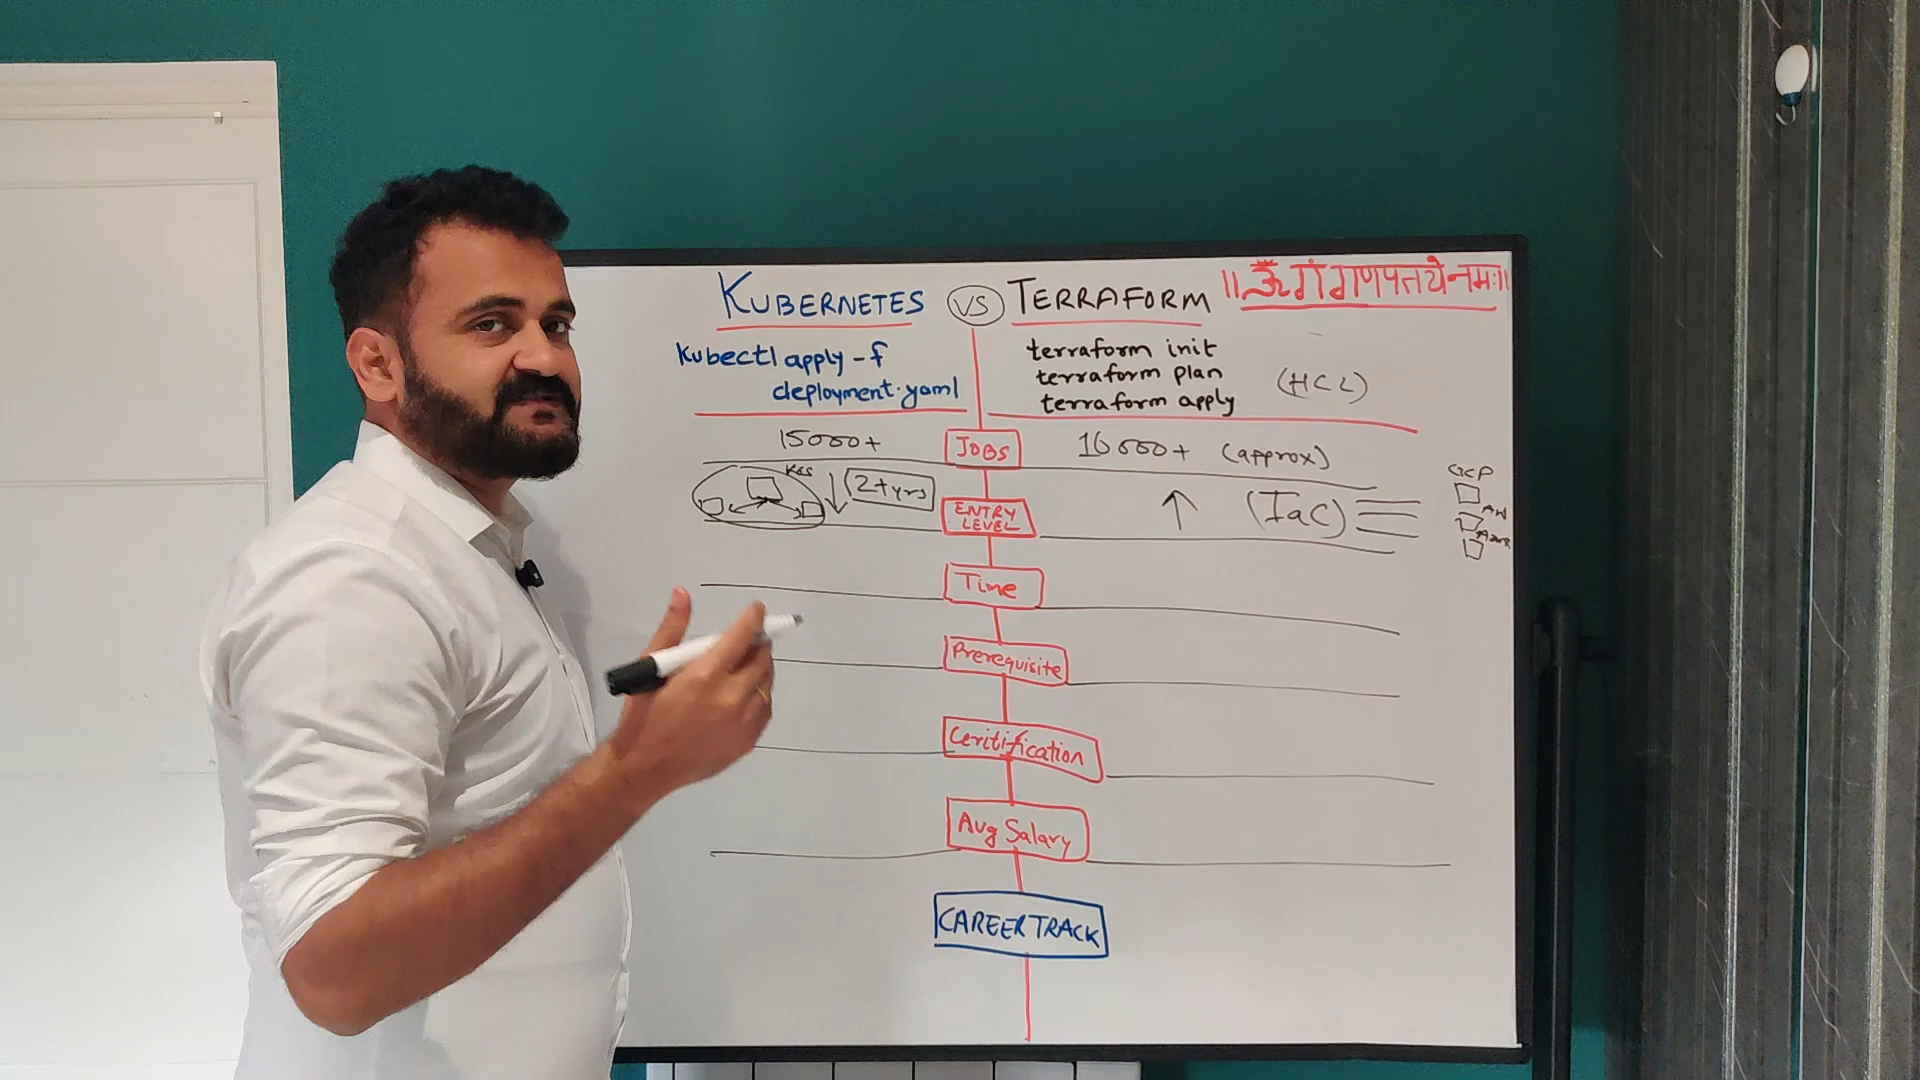 KUBERNETES VS TERRAFORM
॥ॐ गं गणपतये नमः॥
Kubectl apply -f
deployment.yaml
terraform init
terraform plan
terraform apply
(HCL)
15000+ JOBS 16000+ (approx)
K8s
2+yrs
ENTRY
LEVEL
(IaC)
GCP
AW
Time
Prerequisite
Ceritification
Avg Salary
CAREER TRACK